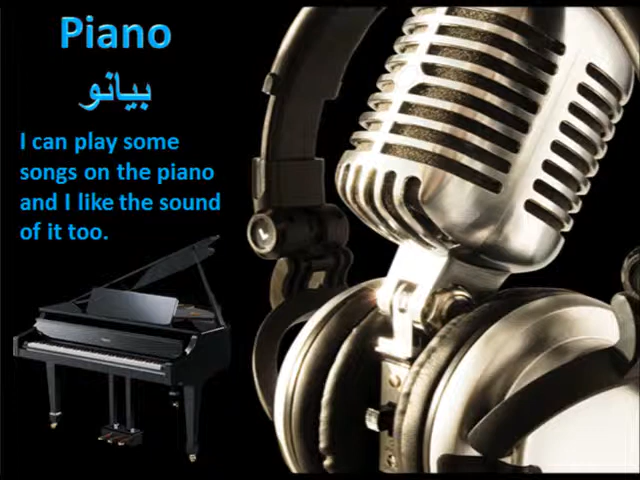 Piano
بيانو
I can play some
songs on the piano
and I like the sound
of it too.